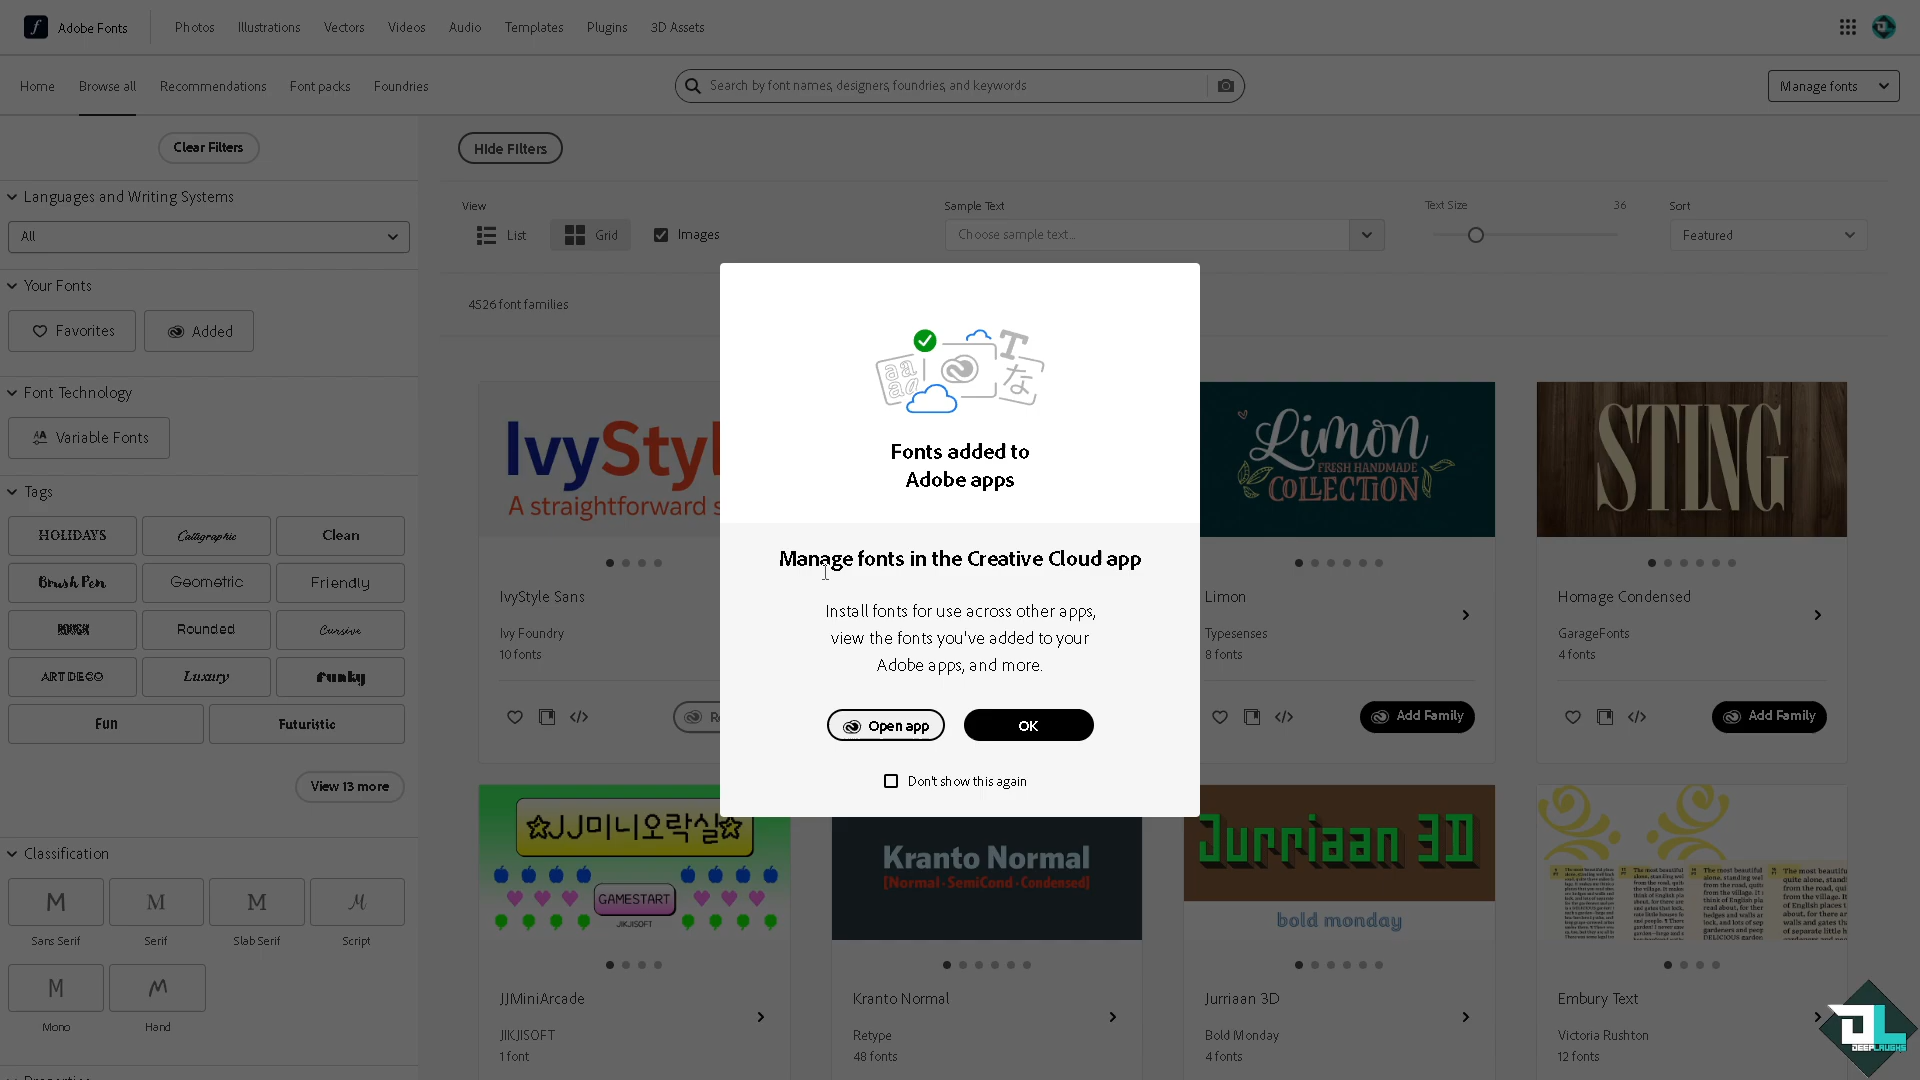 Adobe Fonts
Photos
Illustrations
Vectors
Videos
Audio
Templates
Plugins
3D Assets
Home
Browse all
Recommendations
Font packs
Foundries
Search by font names, designers, foundries, and keywords
Manage fonts
Clear Filters
Hide Filters
Languages and Writing Systems
All
Your Fonts
Favorites
Added
Font Technology
Variable Fonts
Tags
HOLIDAYS
Calligraphic
Clean
Brush Pen
Geometric
Friendly
ROUGH
Rounded
Cursive
ART DECO
Luxury
Funky
Fun
Futuristic
View 13 more
Classification
M
M
M
M
Sans Serif
Serif
Slab Serif
Script
M
M
Mono
Hand
View
List
Grid
Images
Sample Text
Choose sample text...
Text Size
36
Sort
Featured
4526 font families
IvySty
A straightforward s
IvyStyle Sans
Ivy Foundry
10 fonts
Fonts added to
Adobe apps
Manage fonts in the Creative Cloud app
Install fonts for use across other apps,
view the fonts you've added to your
Adobe apps, and more.
Open app
OK
Don't show this again
Limon
FRESH HANDMADE
COLLECTION
Limon
Typesenses
8 fonts
Add Family
STING
Homage Condensed
GarageFonts
4 fonts
Add Family
☆JJ미니오락실☆
GAMESTART
JIKJISOFT
JJMiniArcade
JIKJISOFT
1 font
Kranto Normal
[Normal · SemiCond · Condensed]
Kranto Normal
Retype
48 fonts
Jurriaan 3D
bold monday
Jurriaan 3D
Bold Monday
4 fonts
Embury Text
Victoria Rushton
12 fonts
DEEPLAUGHS